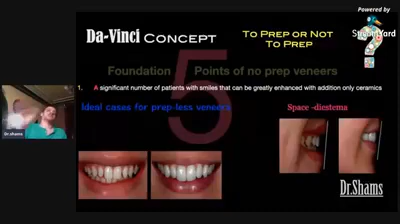 Powered by
StreamYard
Da-Vinci CONCEPT
TO PREP OR NOT
TO PREP
?
Foundation Points of no prep veneers
5
1. A significant number of patients with smiles that can be greatly enhanced with addition only ceramics
Ideal cases for prep-less veneers
Space -diestema
Dr.shams
Dr.Shams